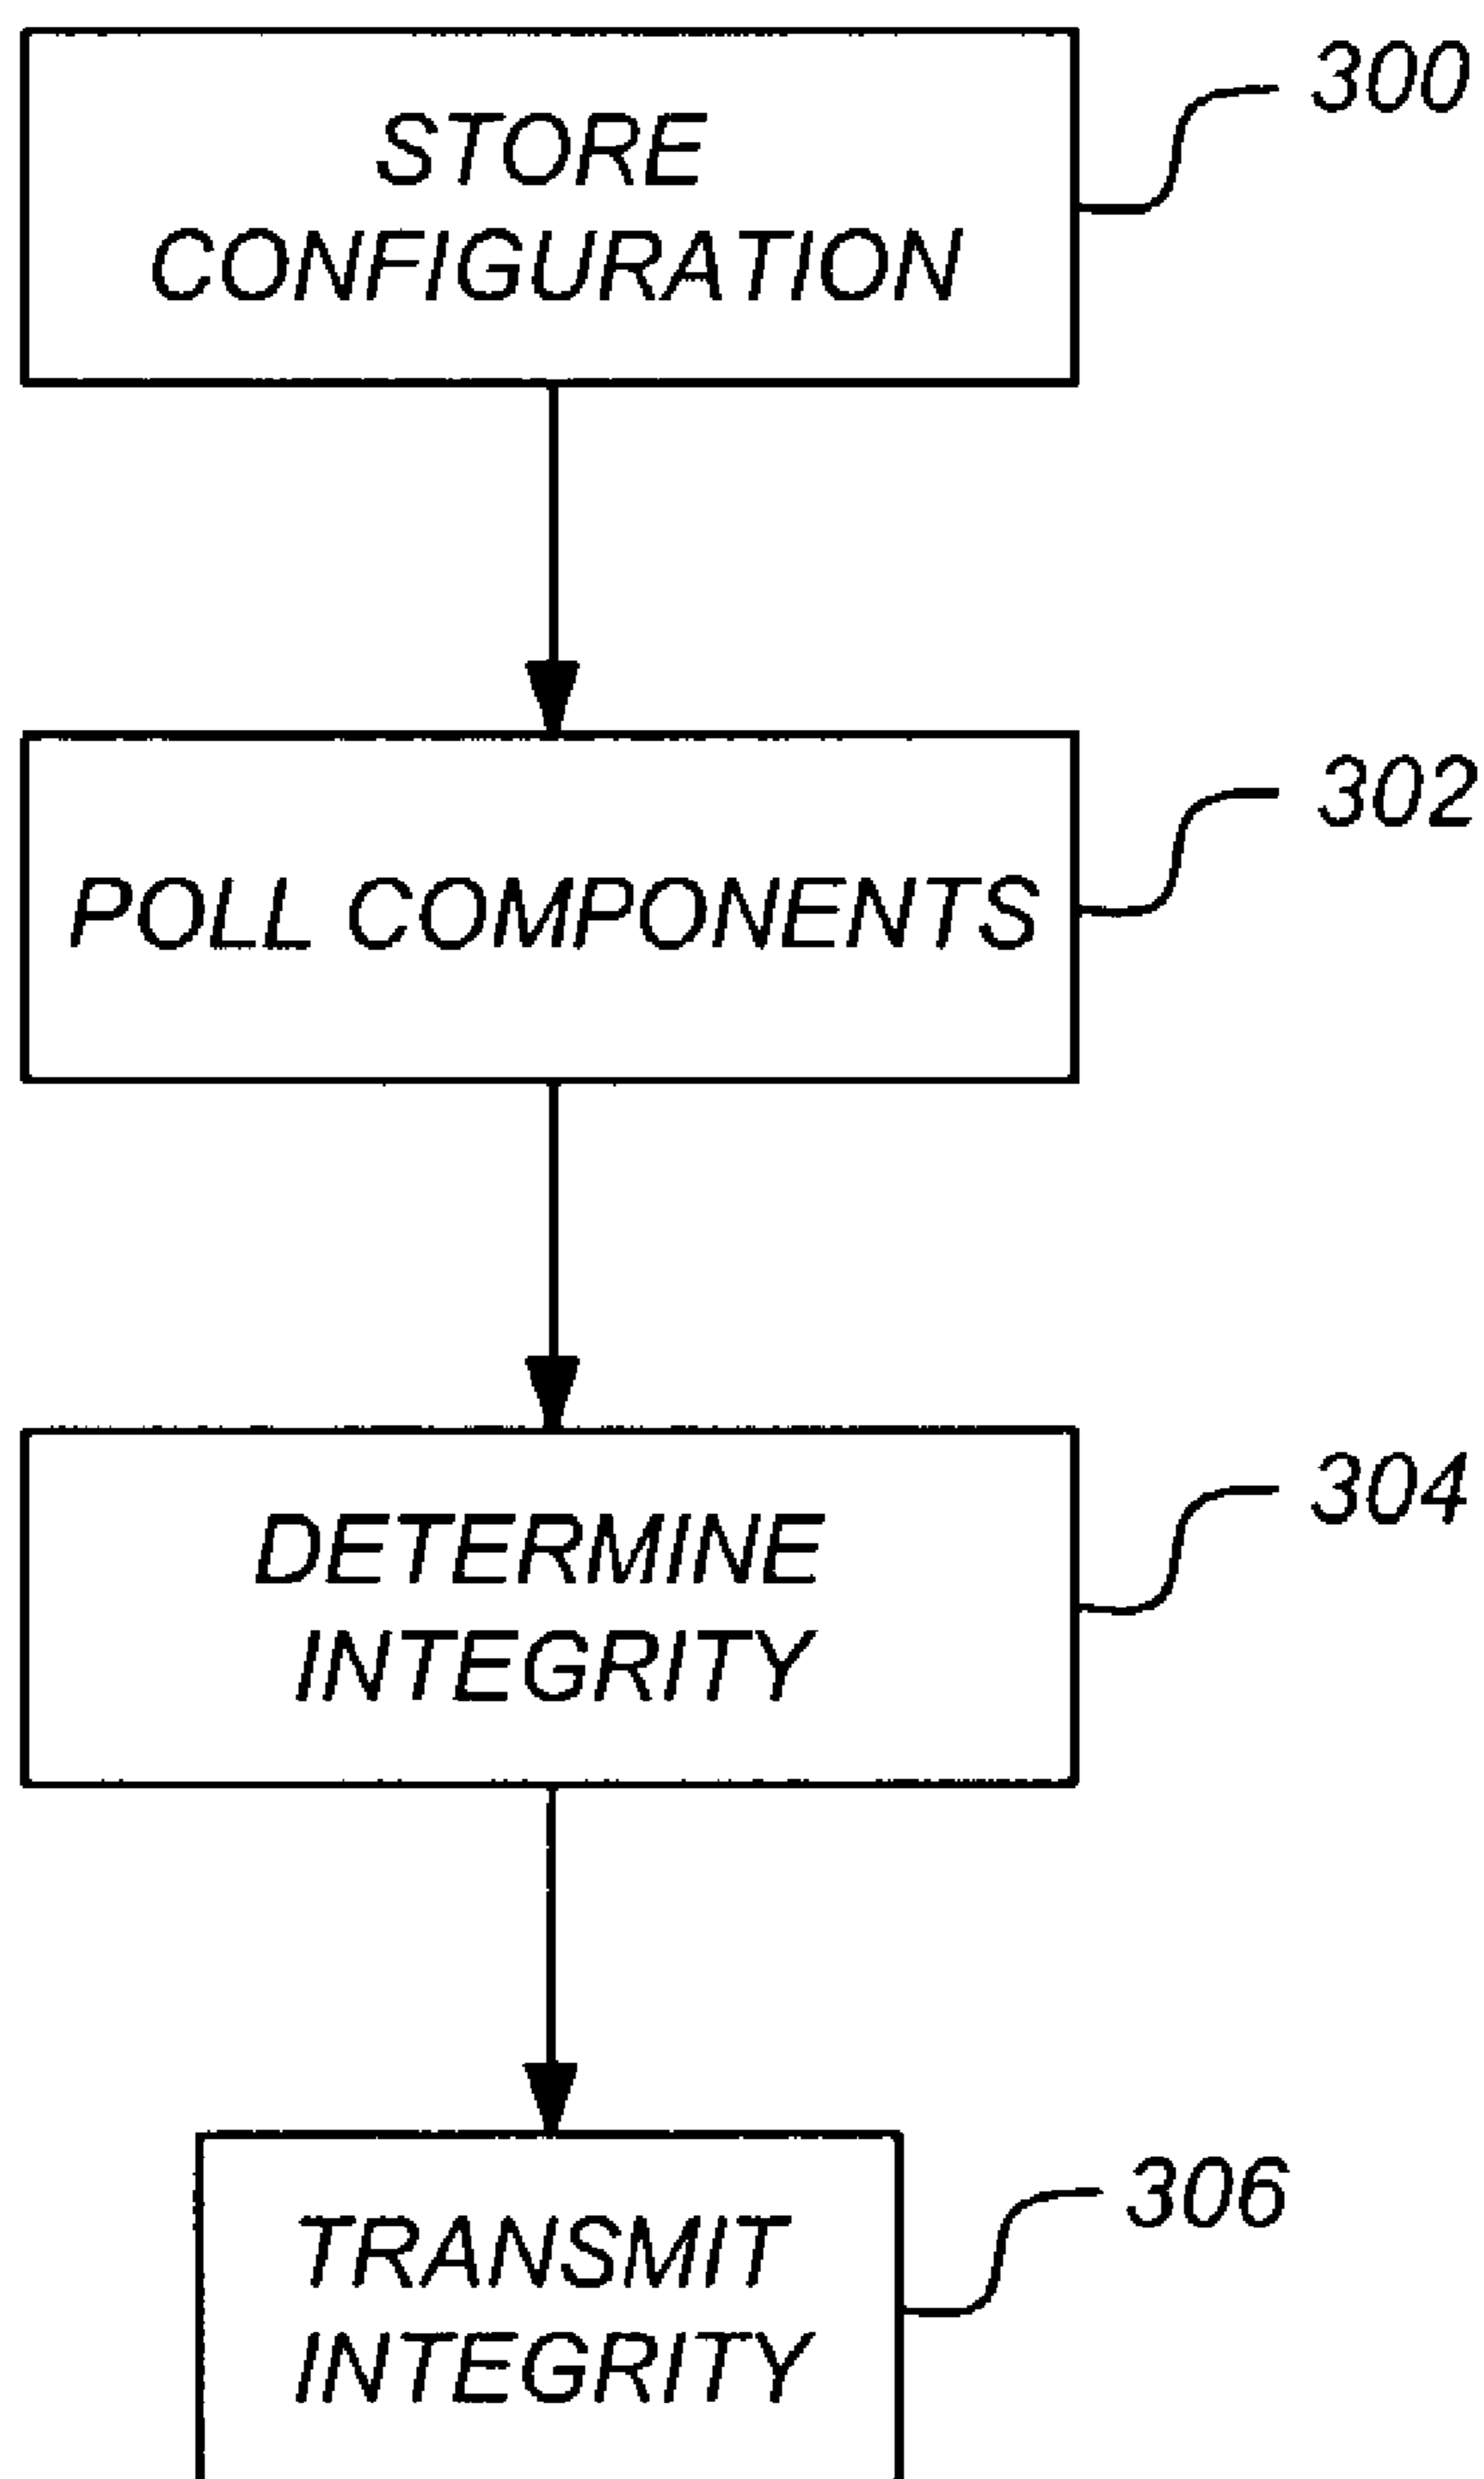 STORE
CONFIGURATION
300
POLL COMPONENTS
302
DETERMINE
INTEGRITY
304
TRANSMIT
INTEGRITY
306